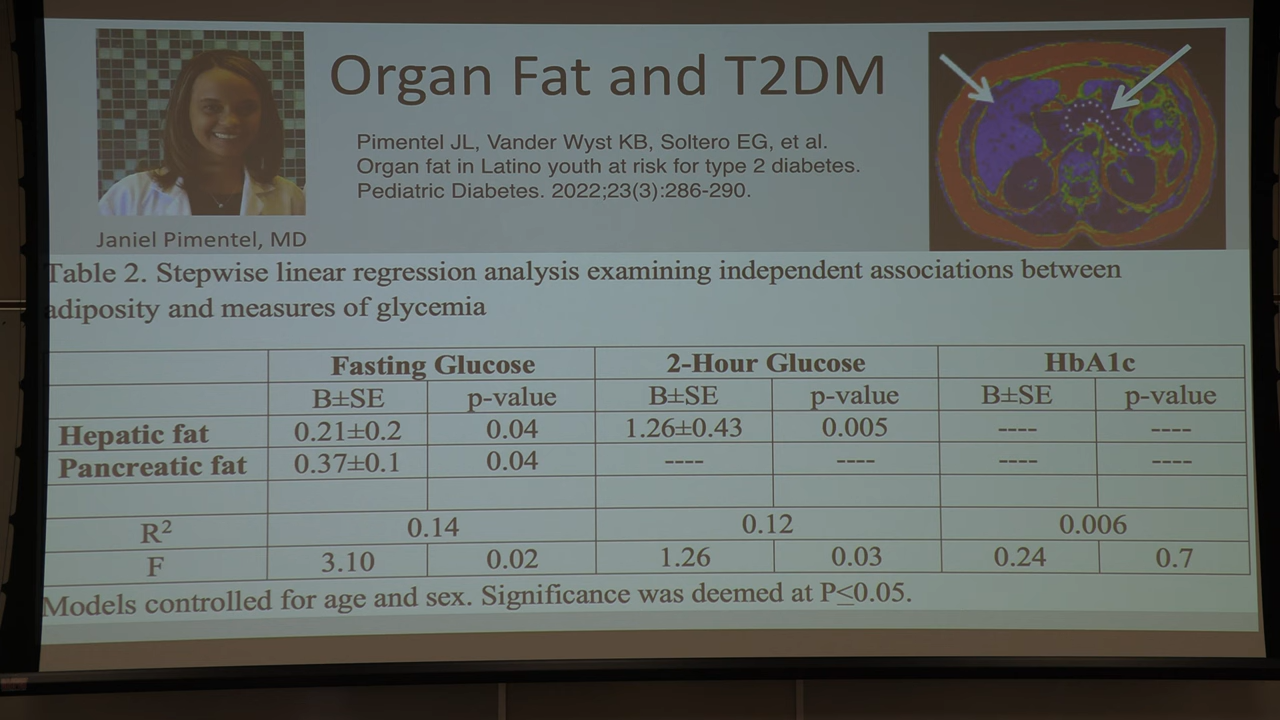 Organ Fat and T2DM
Pimentel JL, Vander Wyst KB, Soltero EG, et al.
Organ fat in Latino youth at risk for type 2 diabetes.
Pediatric Diabetes. 2022;23(3):286-290.
Janiel Pimentel, MD
Table 2. Stepwise linear regression analysis examining independent associations between
adiposity and measures of glycemia
Fasting Glucose 2-Hour Glucose HbA1c
B±SE p-value B±SE p-value B±SE p-value
Hepatic fat 0.21±0.2 0.04 1.26±0.43 0.005 ---- ----
Pancreatic fat 0.37±0.1 0.04 ---- ---- ---- ----
R² 0.14 0.12 0.006
F 3.10 0.02 1.26 0.03 0.24 0.7
Models controlled for age and sex. Significance was deemed at P≤0.05.